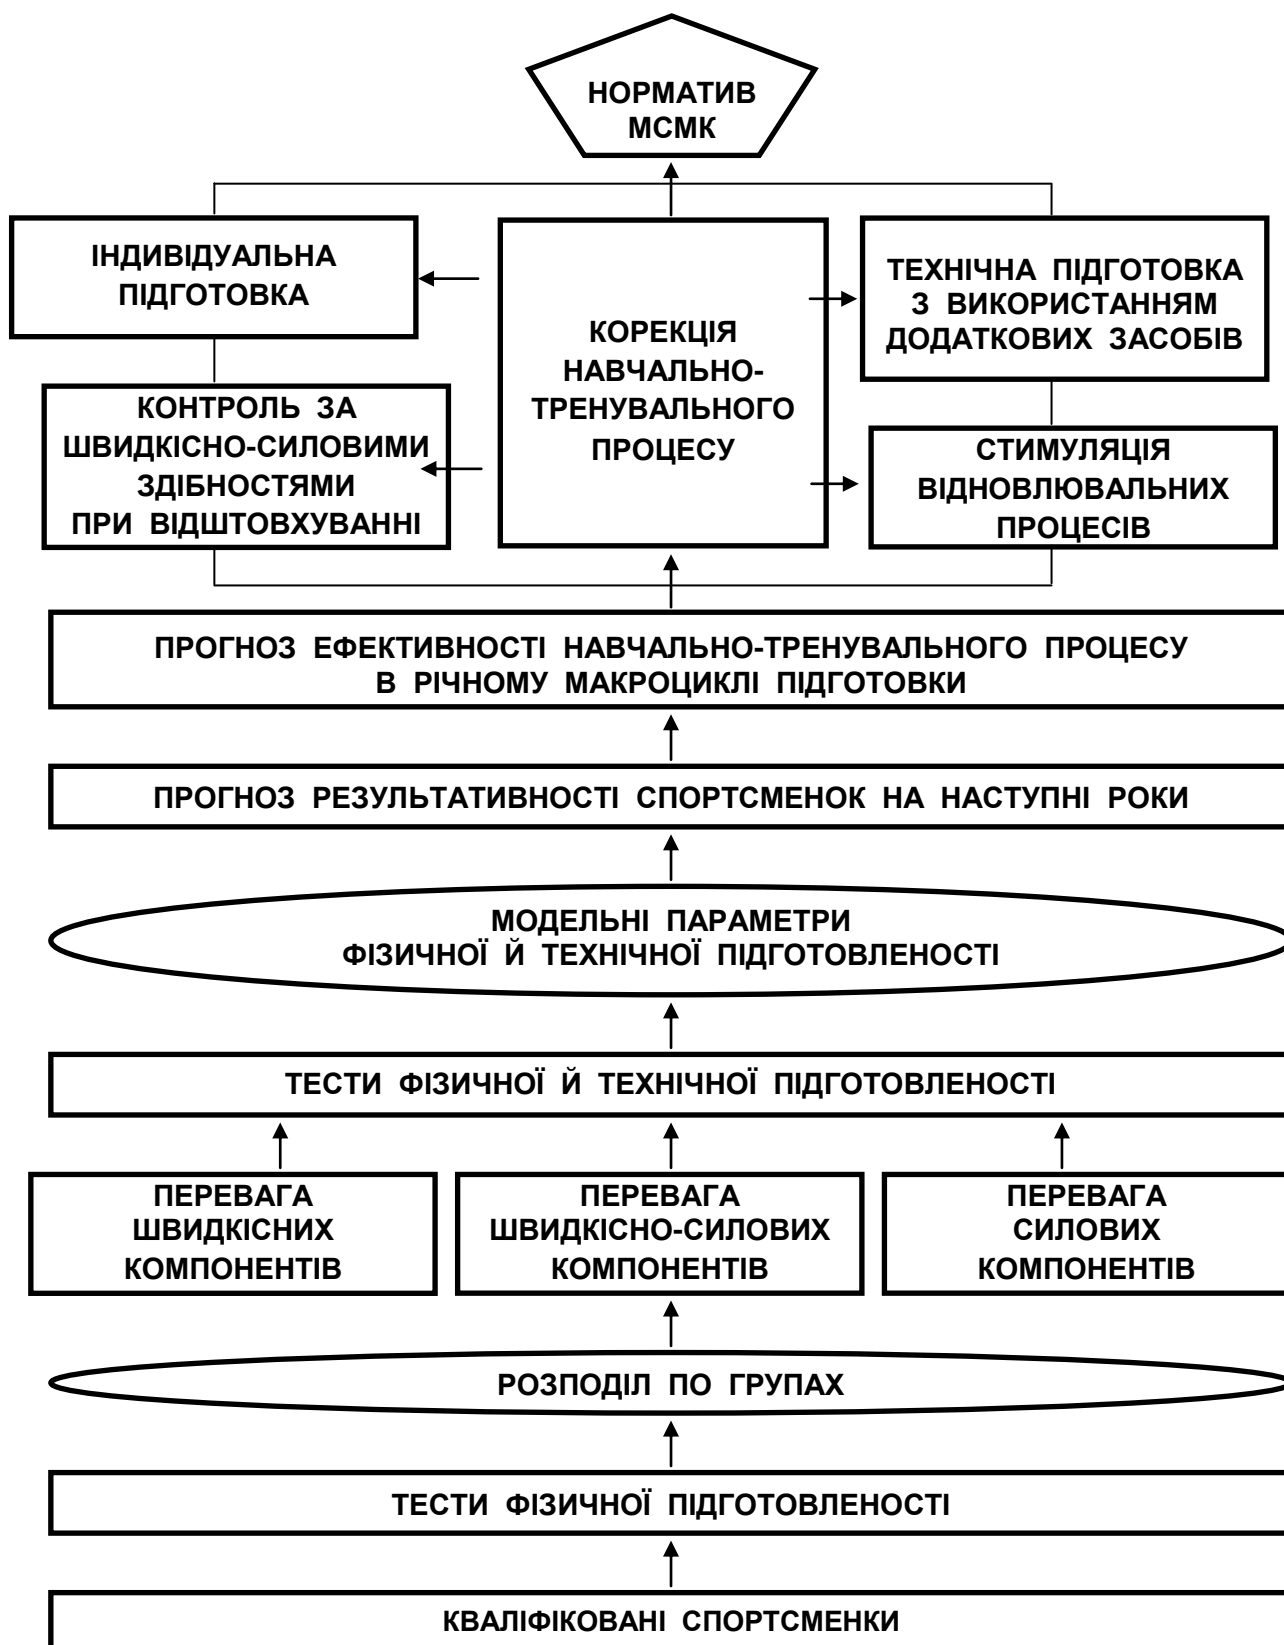 НОРМАТИВ
МСМК
ІНДИВІДУАЛЬНА
ПІДГОТОВКА
КОНТРОЛЬ ЗА
ШВИДКІСНО-СИЛОВИМИ
ЗДІБНОСТЯМИ
ПРИ ВІДШТОВХУВАННІ
КОРЕКЦІЯ
НАВЧАЛЬНО-
ТРЕНУВАЛЬНОГО
ПРОЦЕСУ
ТЕХНІЧНА ПІДГОТОВКА
З ВИКОРИСТАННЯМ
ДОДАТКОВИХ ЗАСОБІВ
СТИМУЛЯЦІЯ
ВІДНОВЛЮВАЛЬНИХ
ПРОЦЕСІВ
ПРОГНОЗ ЕФЕКТИВНОСТІ НАВЧАЛЬНО-ТРЕНУВАЛЬНОГО ПРОЦЕСУ
В РІЧНОМУ МАКРОЦИКЛІ ПІДГОТОВКИ
ПРОГНОЗ РЕЗУЛЬТАТИВНОСТІ СПОРТСМЕНОК НА НАСТУПНІ РОКИ
МОДЕЛЬНІ ПАРАМЕТРИ
ФІЗИЧНОЇ Й ТЕХНІЧНОЇ ПІДГОТОВЛЕНОСТІ
ТЕСТИ ФІЗИЧНОЇ Й ТЕХНІЧНОЇ ПІДГОТОВЛЕНОСТІ
ПЕРЕВАГА
ШВИДКІСНИХ
КОМПОНЕНТІВ
ПЕРЕВАГА
ШВИДКІСНО-СИЛОВИХ
КОМПОНЕНТІВ
ПЕРЕВАГА
СИЛОВИХ
КОМПОНЕНТІВ
РОЗПОДІЛ ПО ГРУПАХ
ТЕСТИ ФІЗИЧНОЇ ПІДГОТОВЛЕНОСТІ
КВАЛІФІКОВАНІ СПОРТСМЕНКИ